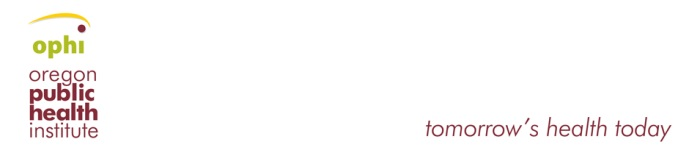 ophi
oregon
public
health
institute
tomorrow's health today